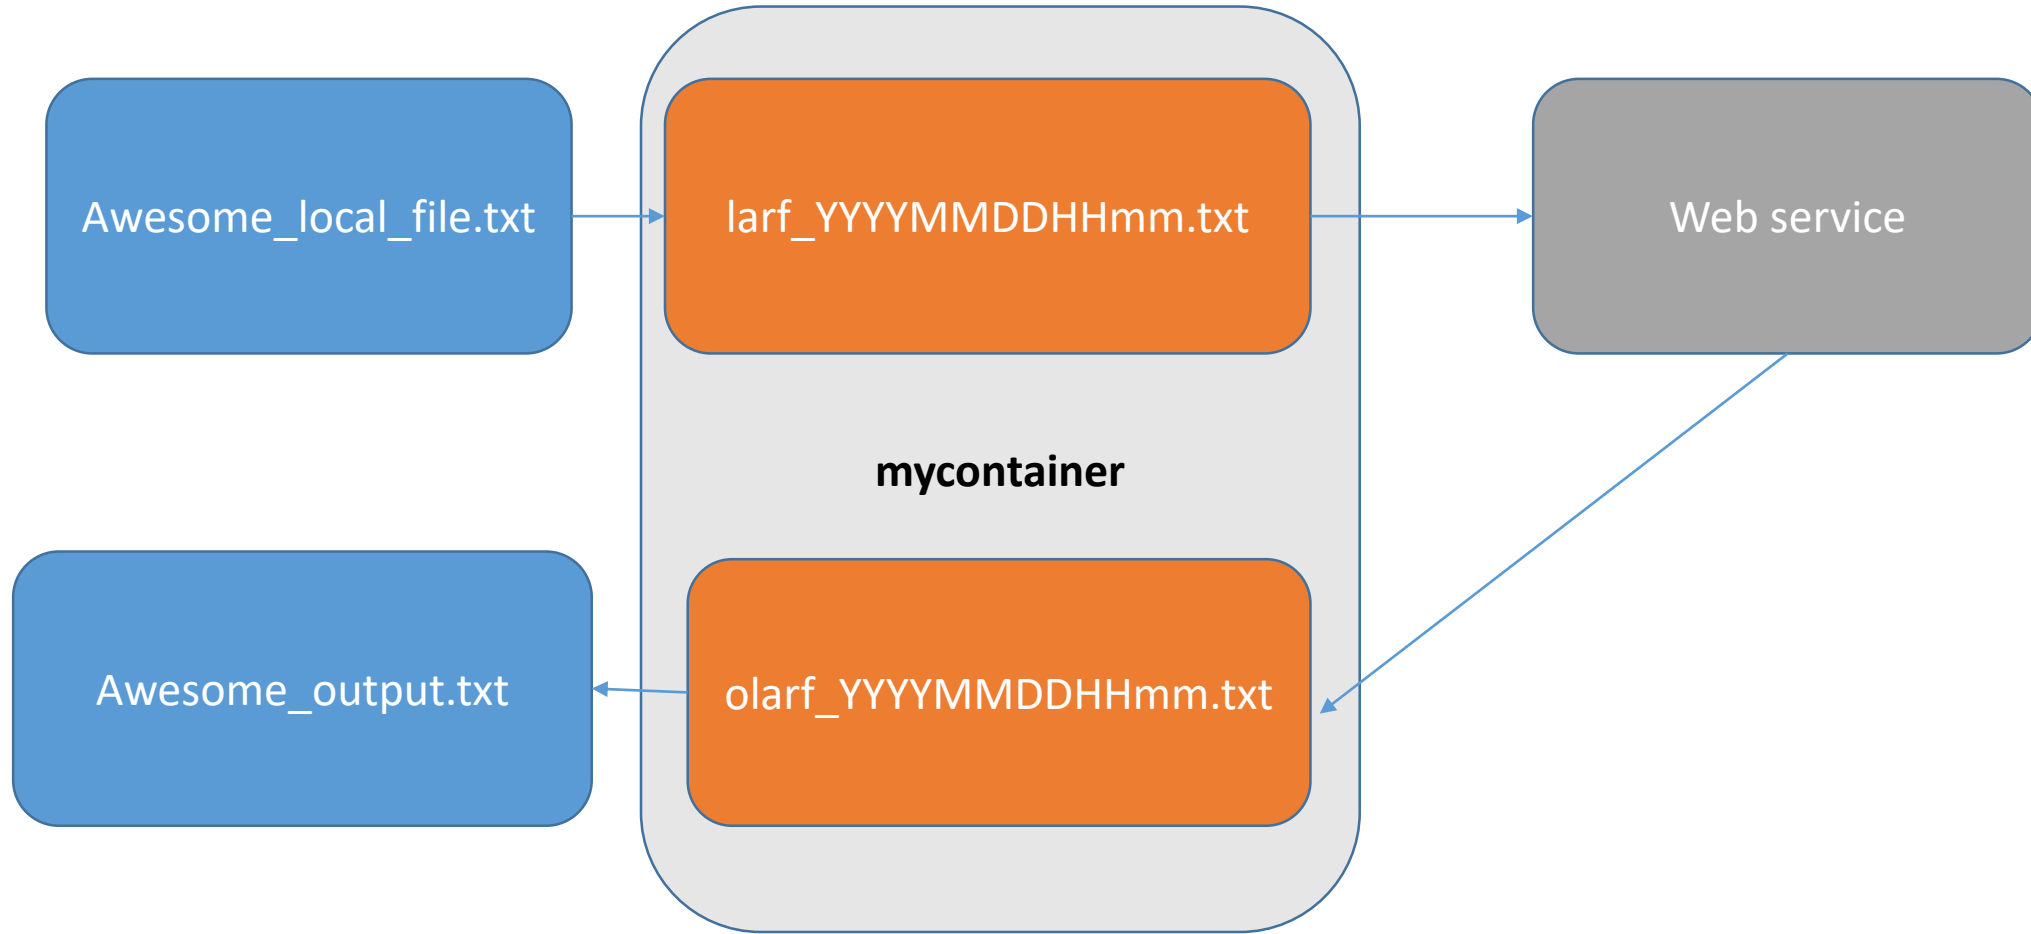 Awesome_local_file.txt
larf_YYYYMMDDHHmm.txt
Web service
mycontainer
Awesome_output.txt
olarf_YYYYMMDDHHmm.txt